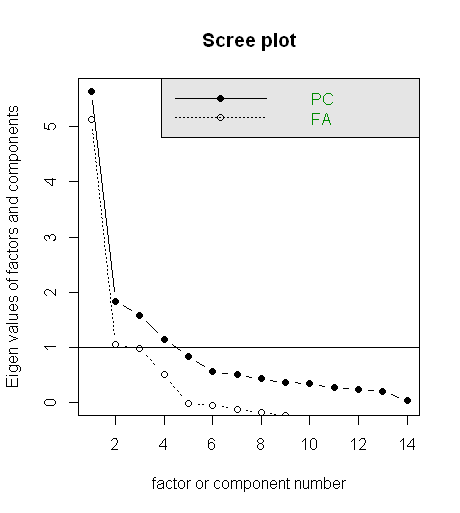 Scree plot
PC
FA
Eigen values of factors and components
5
4
3
2
1
0
2
4
6
8
10
12
14
factor or component number